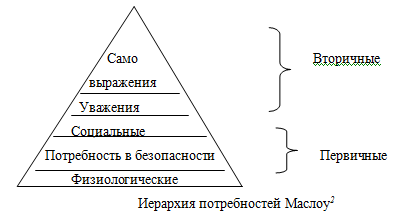 Само
выражения
Вторичные
Уважения
Социальные
Потребность в безопасности
Первичные
Физиологические
Иерархия потребностей Маслоу2